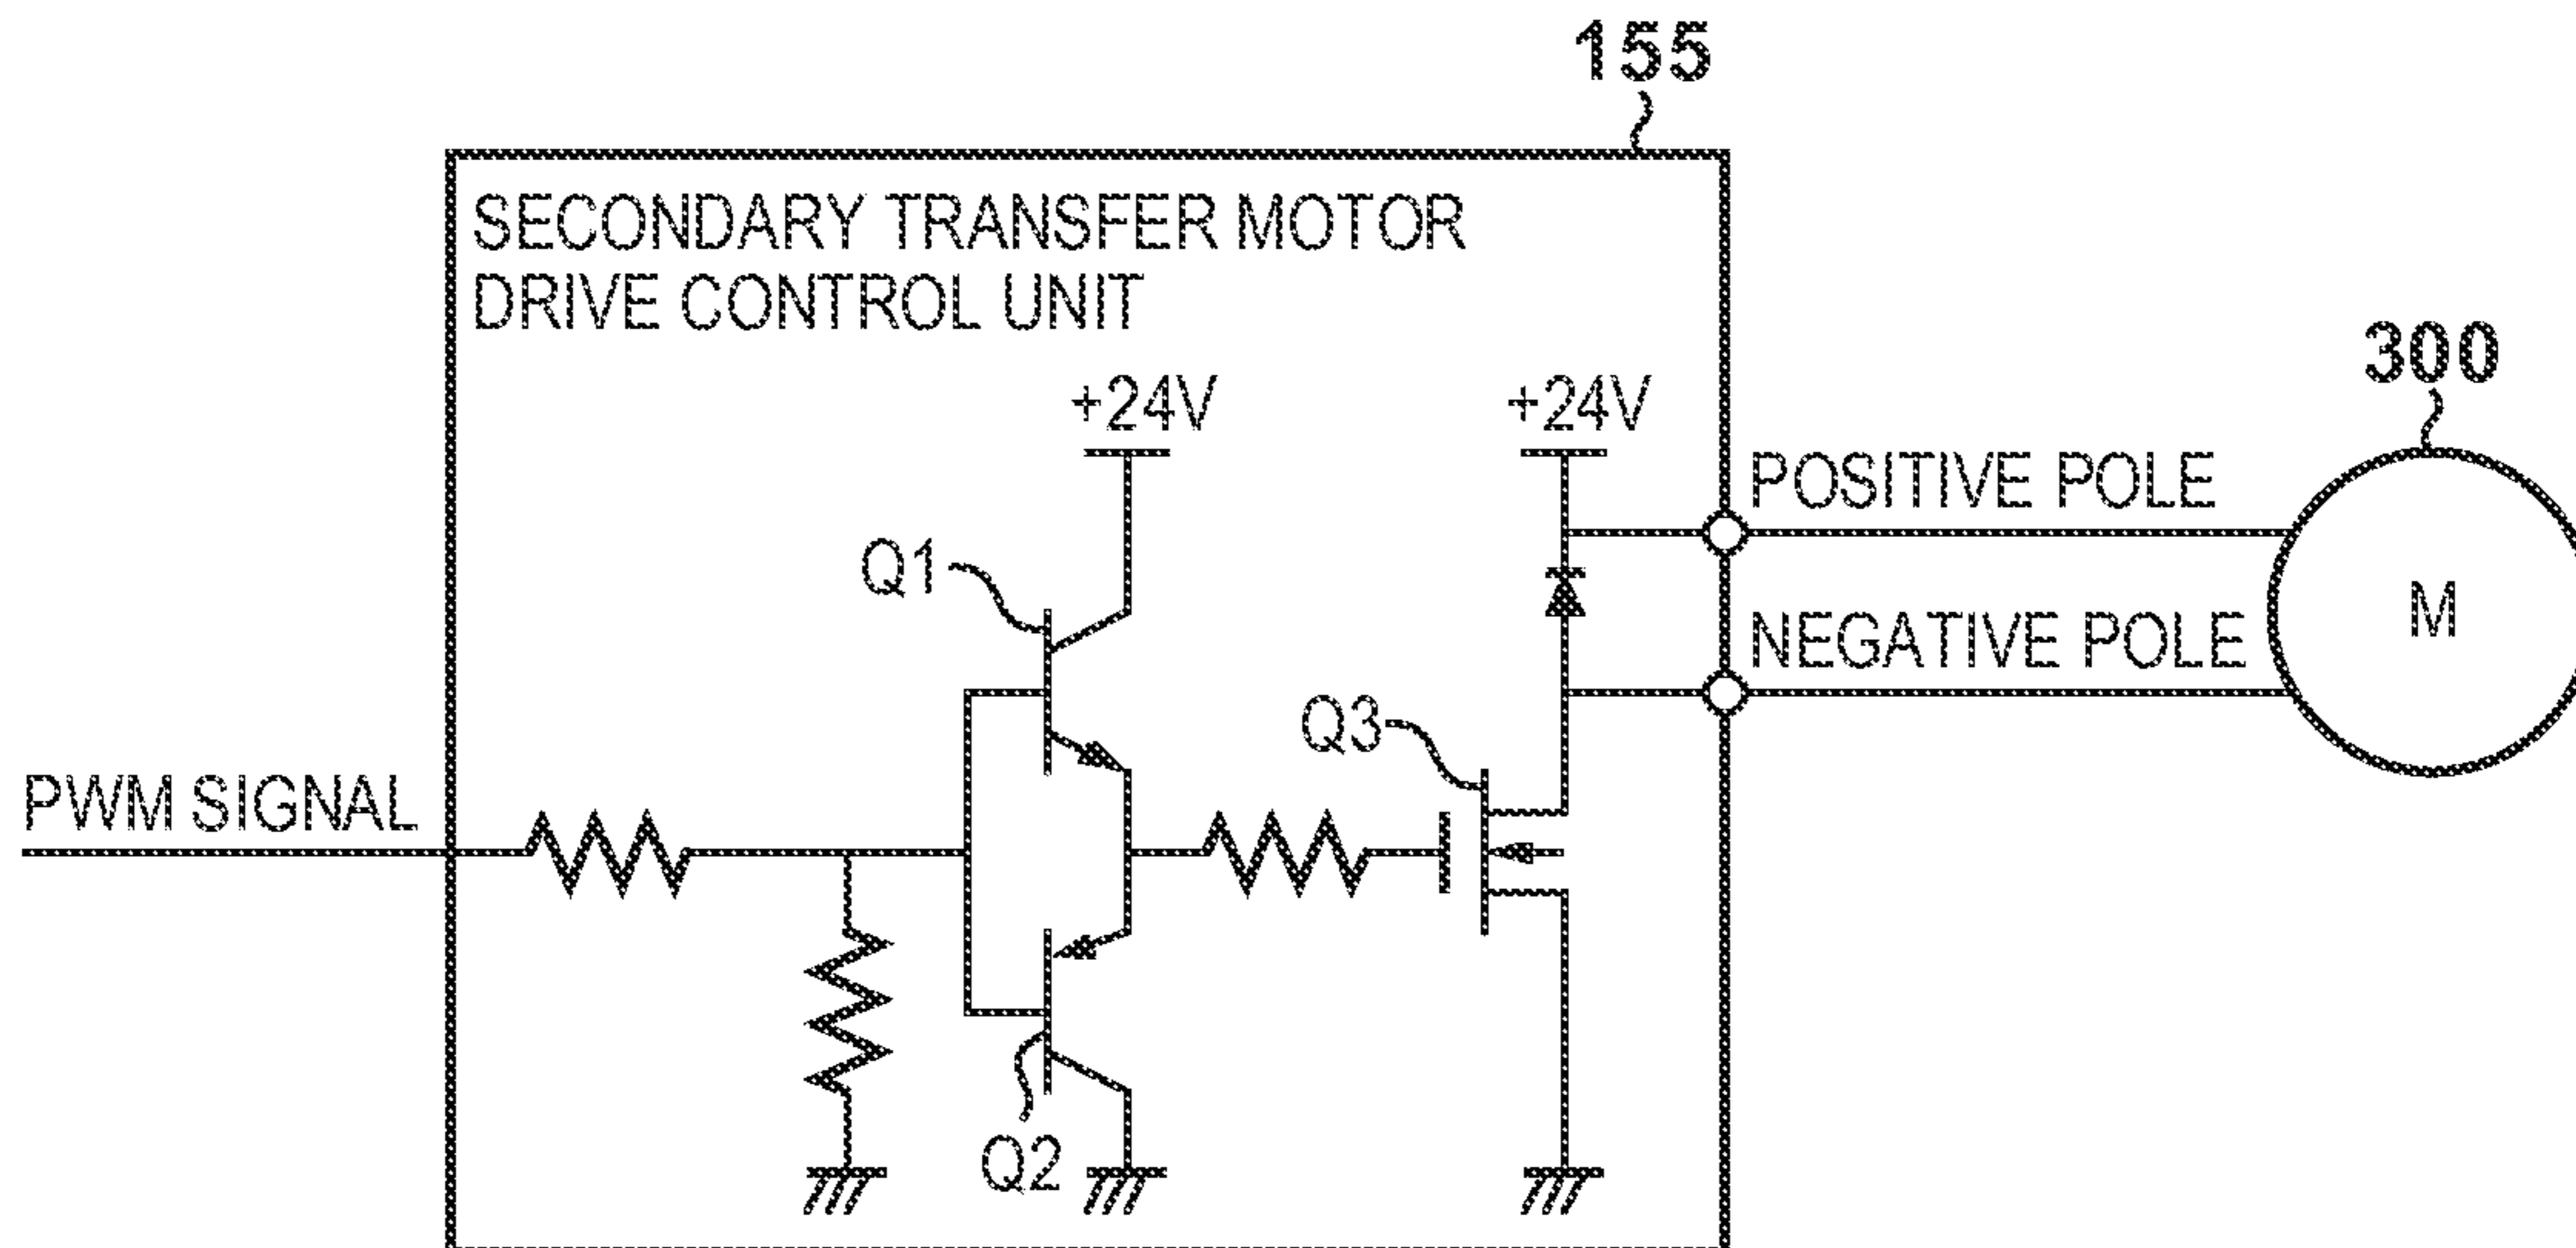 155
SECONDARY TRANSFER MOTOR
DRIVE CONTROL UNIT
300
+24V
+24V
POSITIVE POLE
Q1
M
NEGATIVE POLE
Q3
PWM SIGNAL
Q2